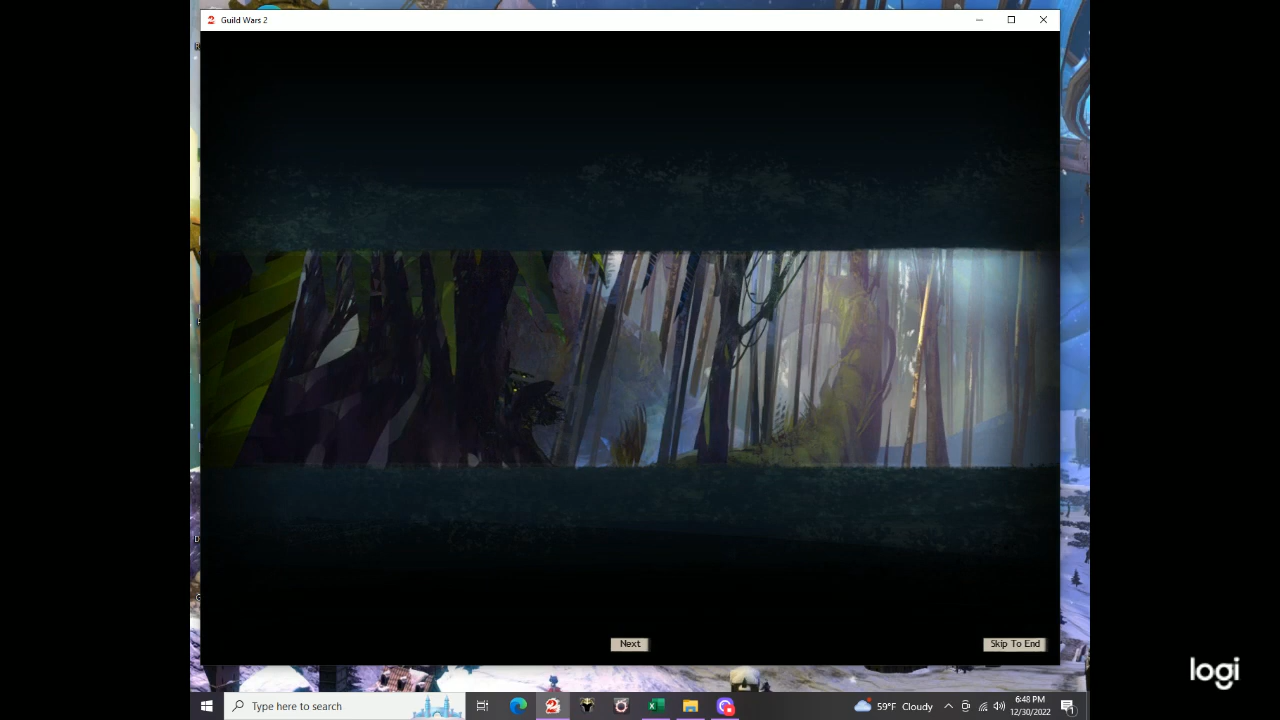 Guild Wars 2
Next
Skip To End
Type here to search
59°F Cloudy
6:48 PM
12/30/2022
1
logi